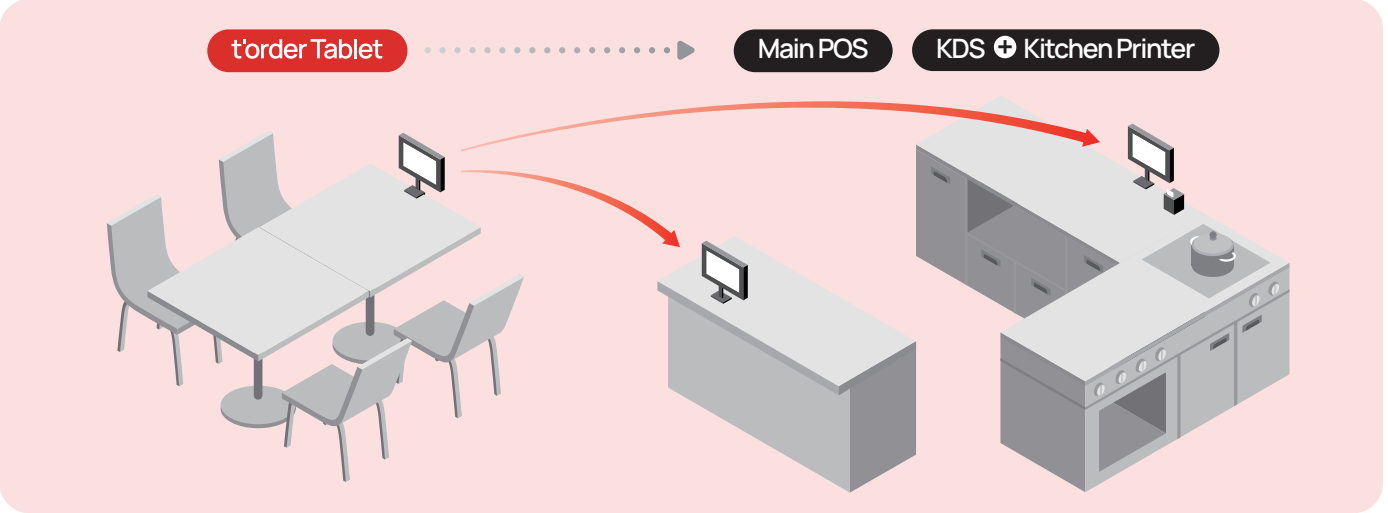 t'order Tablet
Main POS
KDS + Kitchen Printer